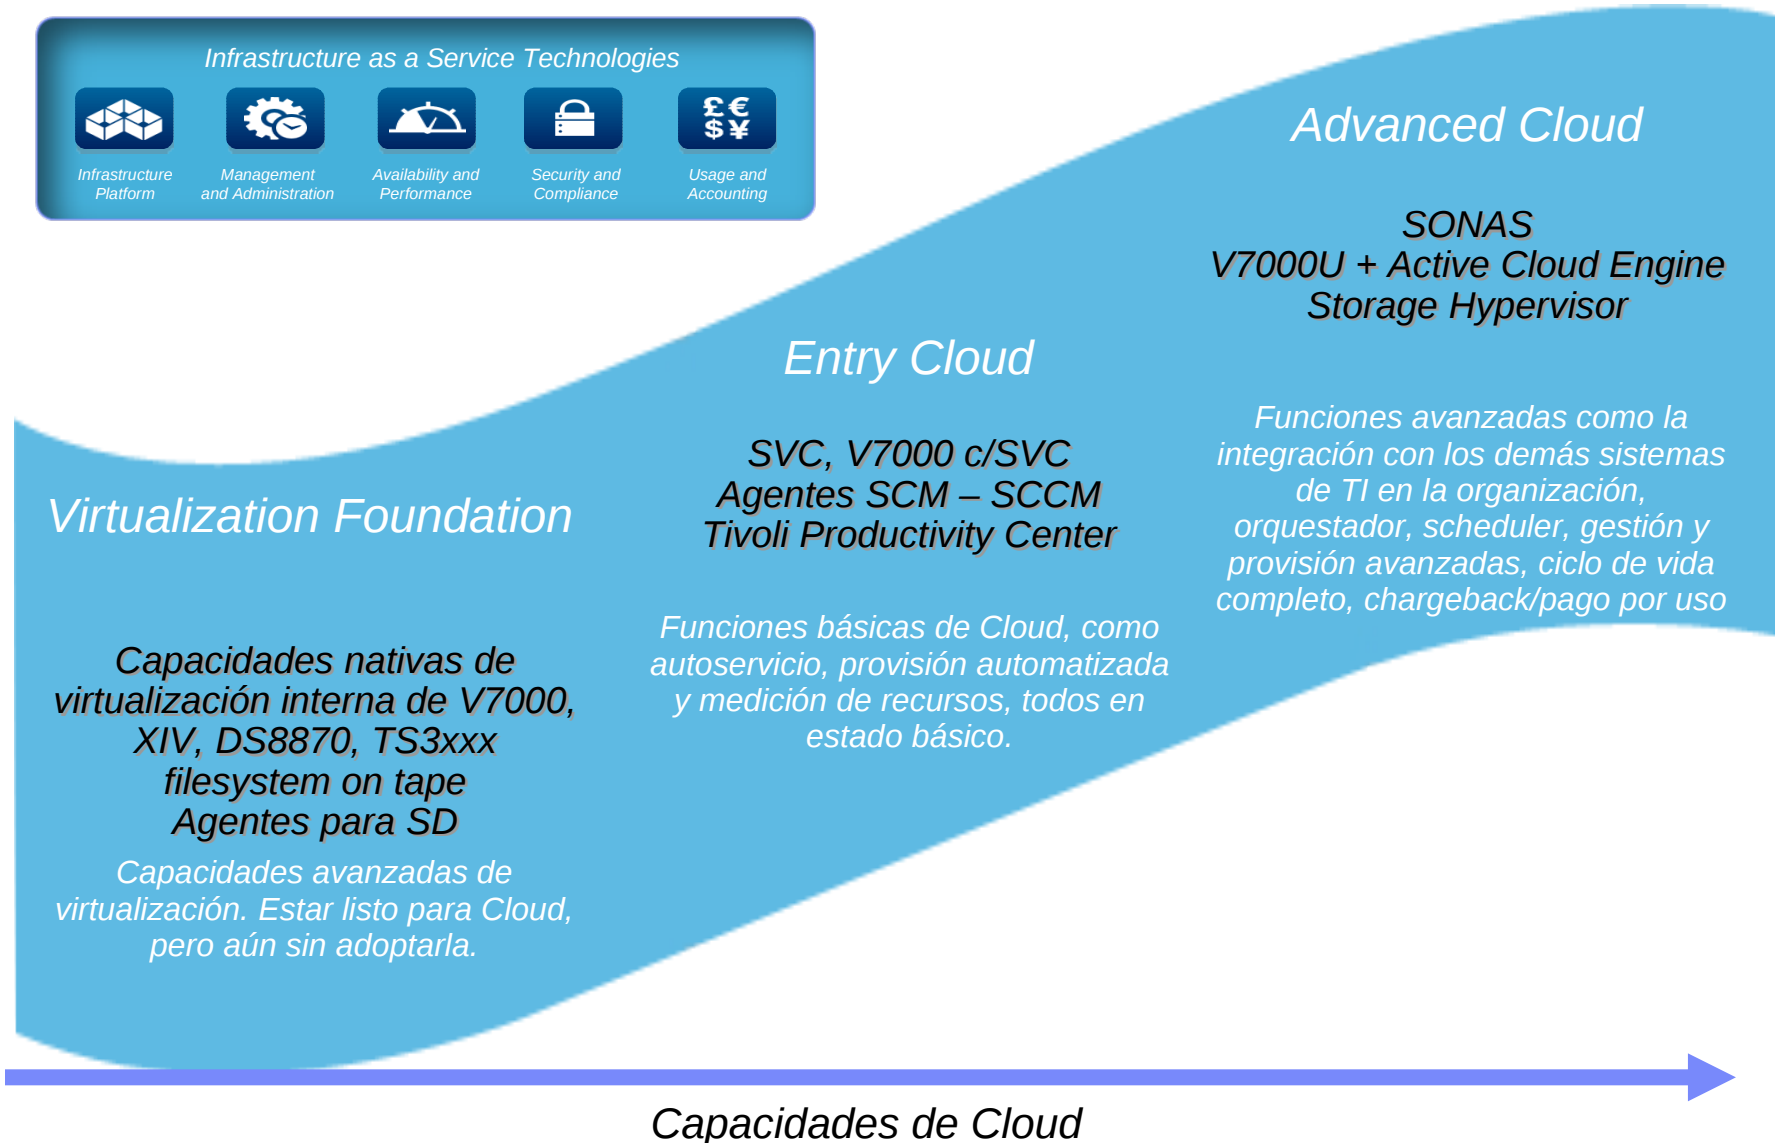 Infrastructure as a Service Technologies
£ €
$ ¥
Infrastructure
Platform
Management
and Administration
Availability and
Performance
Security and
Compliance
Usage and
Accounting
Virtualization Foundation
Capacidades nativas de
virtualización interna de V7000,
XIV, DS8870, TS3xxx
filesystem on tape
Agentes para SD
Capacidades avanzadas de
virtualización. Estar listo para Cloud,
pero aún sin adoptarla.
Entry Cloud
SVC, V7000 c/SVC
Agentes SCM – SCCM
Tivoli Productivity Center
Funciones básicas de Cloud, como
autoservicio, provisión automatizada
y medición de recursos, todos en
estado básico.
Advanced Cloud
SONAS
V7000U + Active Cloud Engine
Storage Hypervisor
Funciones avanzadas como la
integración con los demás sistemas
de TI en la organización,
orquestador, scheduler, gestión y
provisión avanzadas, ciclo de vida
completo, chargeback/pago por uso
Capacidades de Cloud